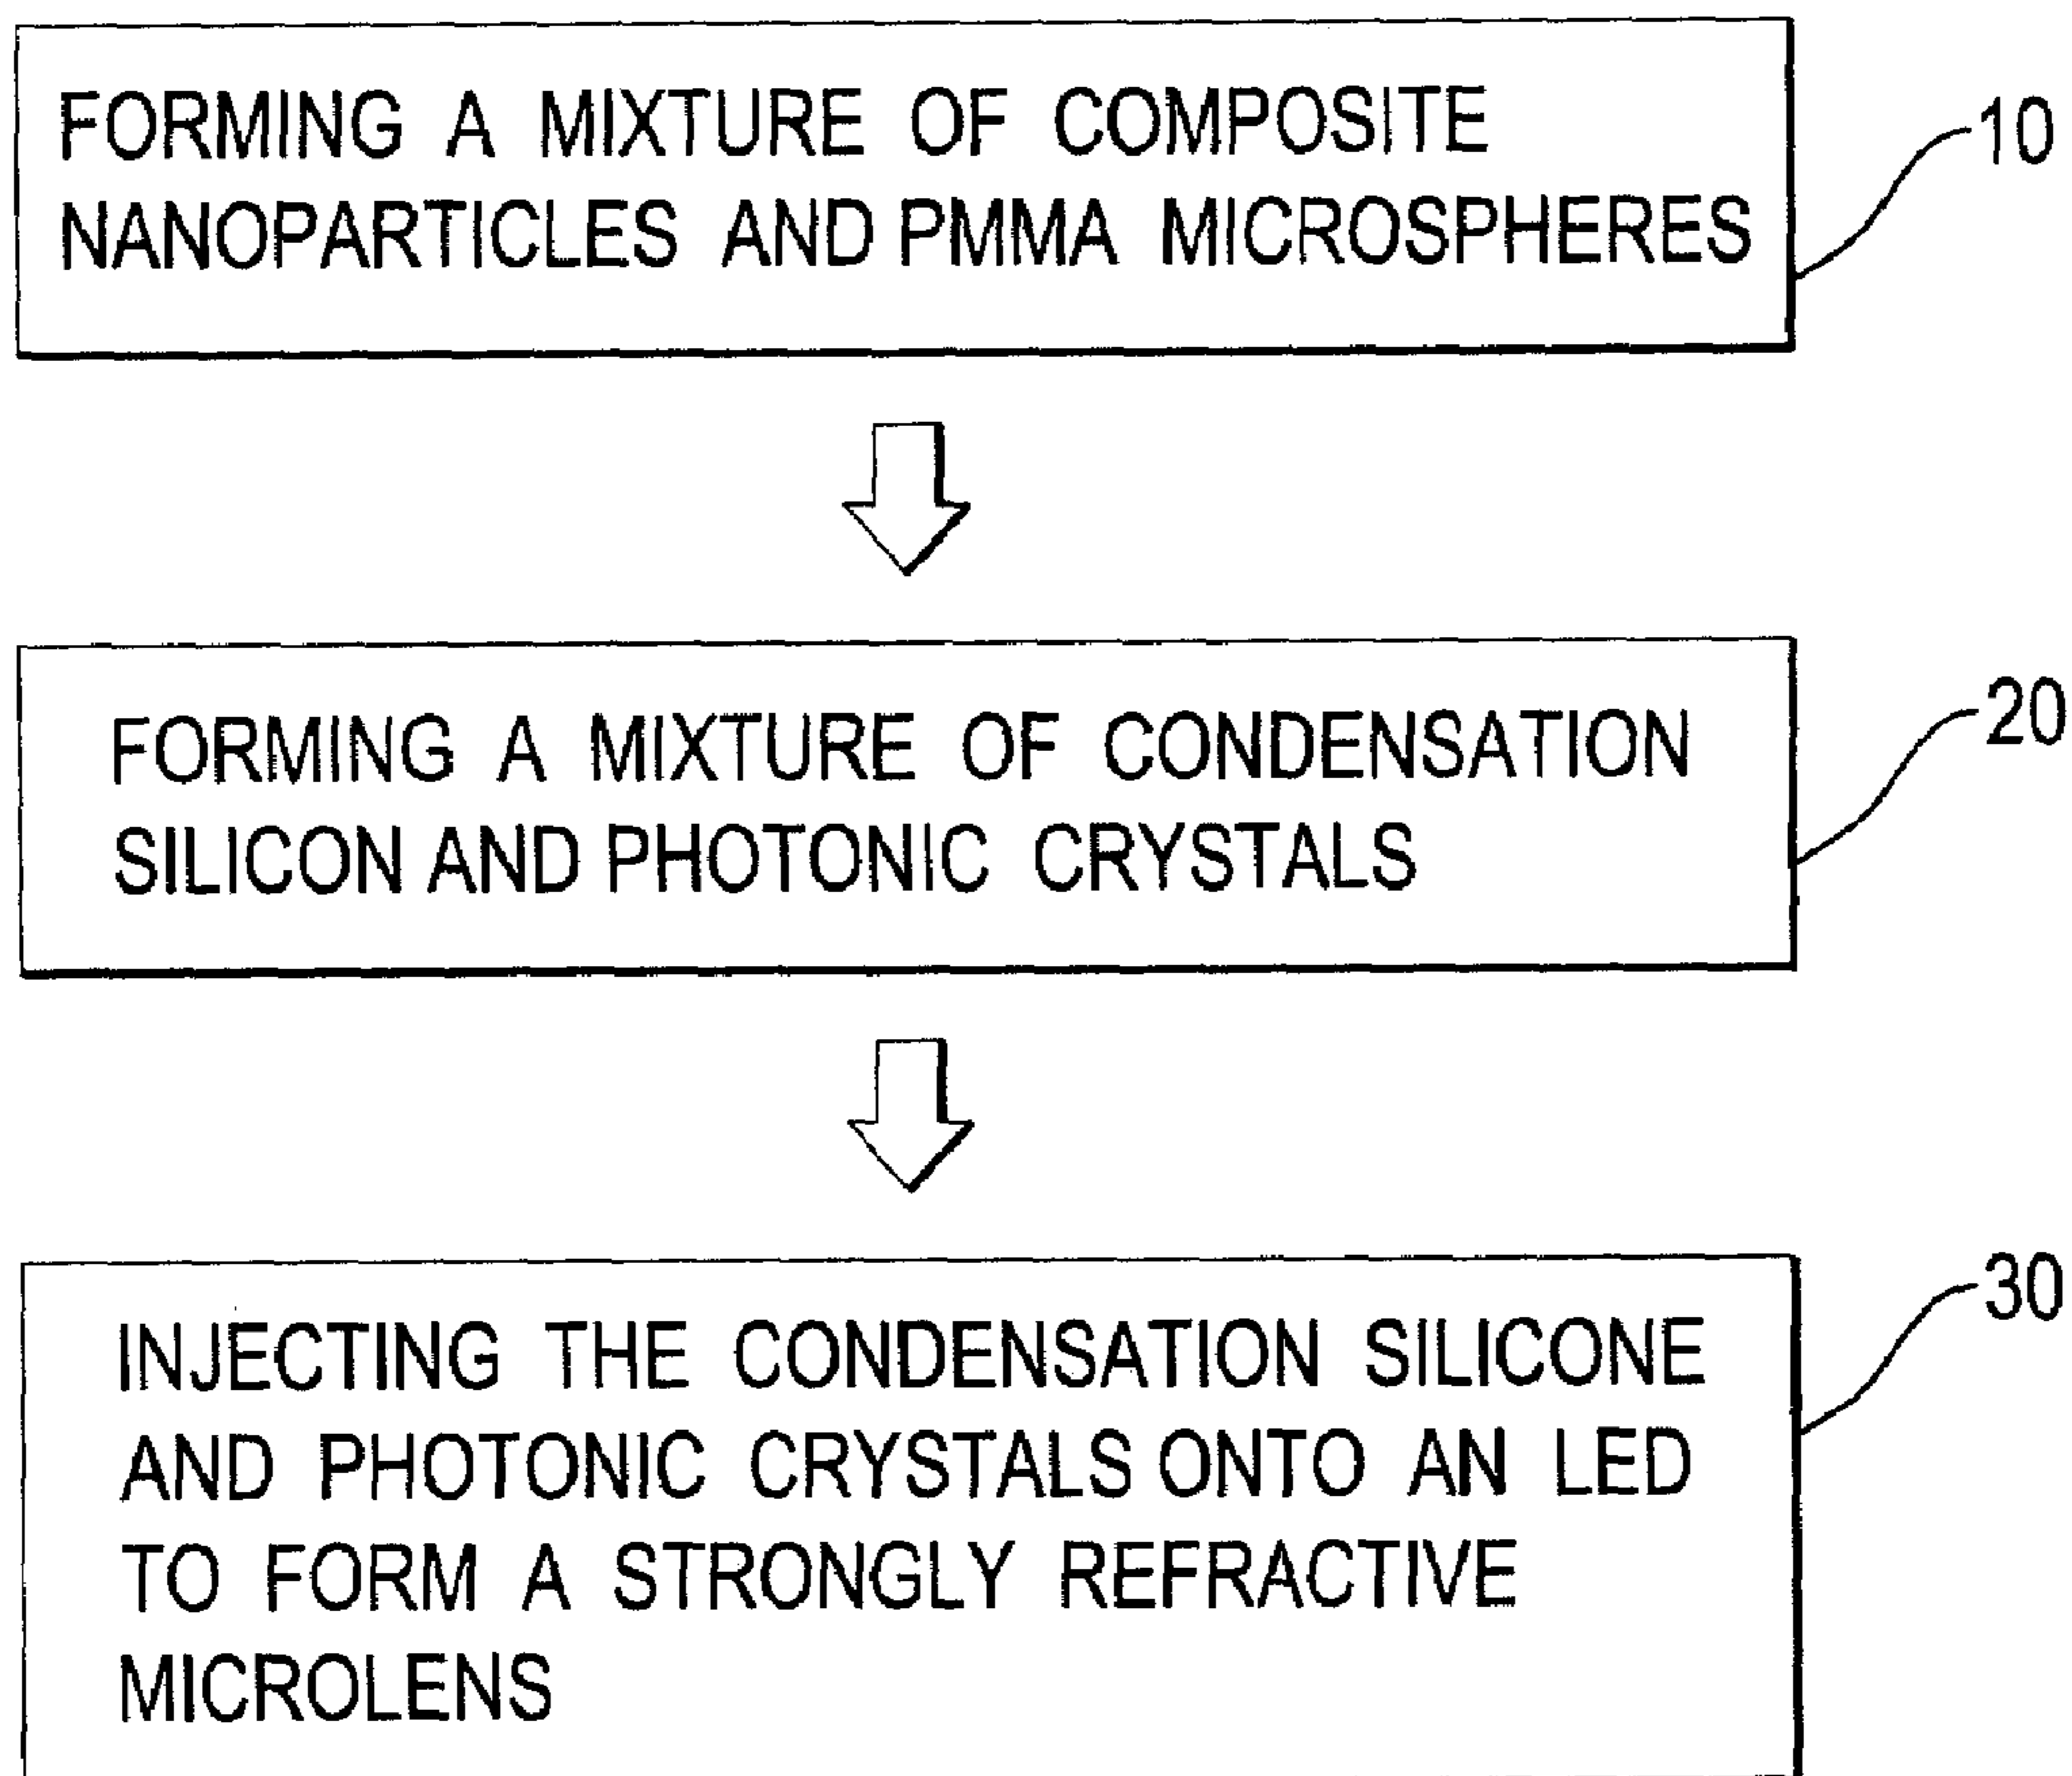 FORMING A MIXTURE OF COMPOSITE
NANOPARTICLES AND PMMA MICROSPHERES
10
FORMING A MIXTURE OF CONDENSATION
SILICON AND PHOTONIC CRYSTALS
20
INJECTING THE CONDENSATION SILICONE
AND PHOTONIC CRYSTALS ONTO AN LED
TO FORM A STRONGLY REFRACTIVE
MICROLENS
30